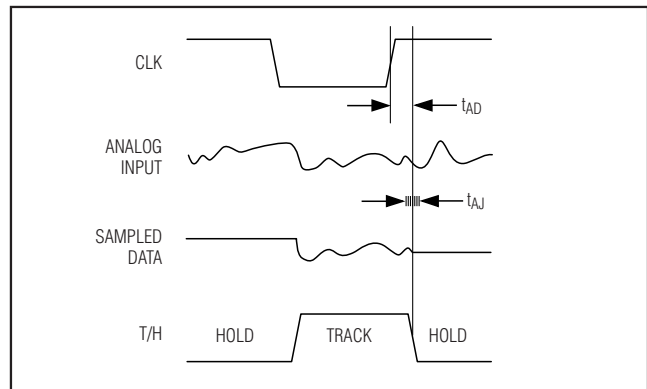 CLK
tAD
ANALOG
INPUT
tAJ
SAMPLED
DATA
T/H
HOLD
TRACK
HOLD